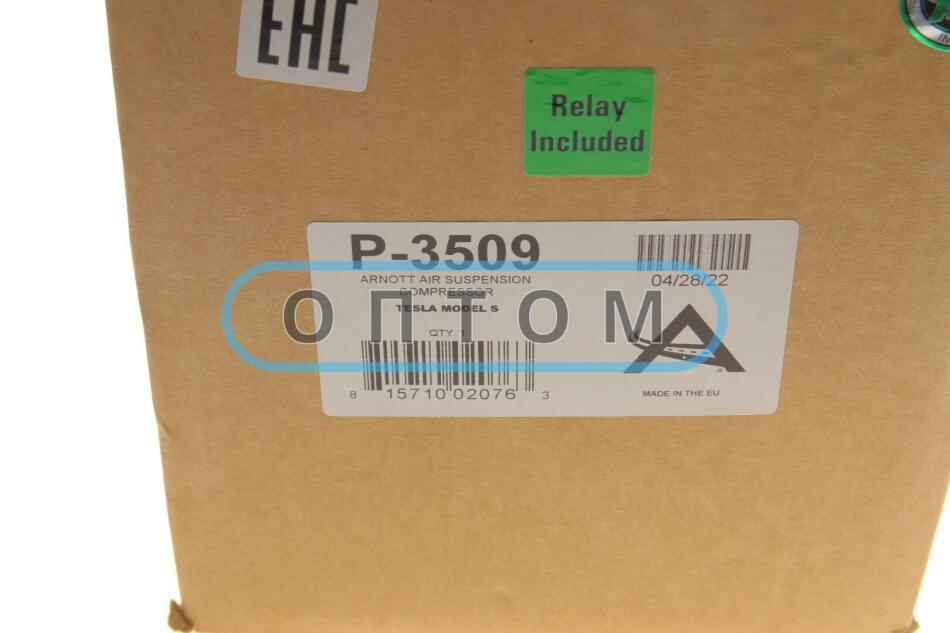 EAC
IN
Relay
Included
P-3509
04/28/22
ARNOTT AIR SUSPENSION
COMPRESSOR
TESLA MODEL S
QTY. 1
ОПТОМ
8 15710 02076 3
MADE IN THE EU